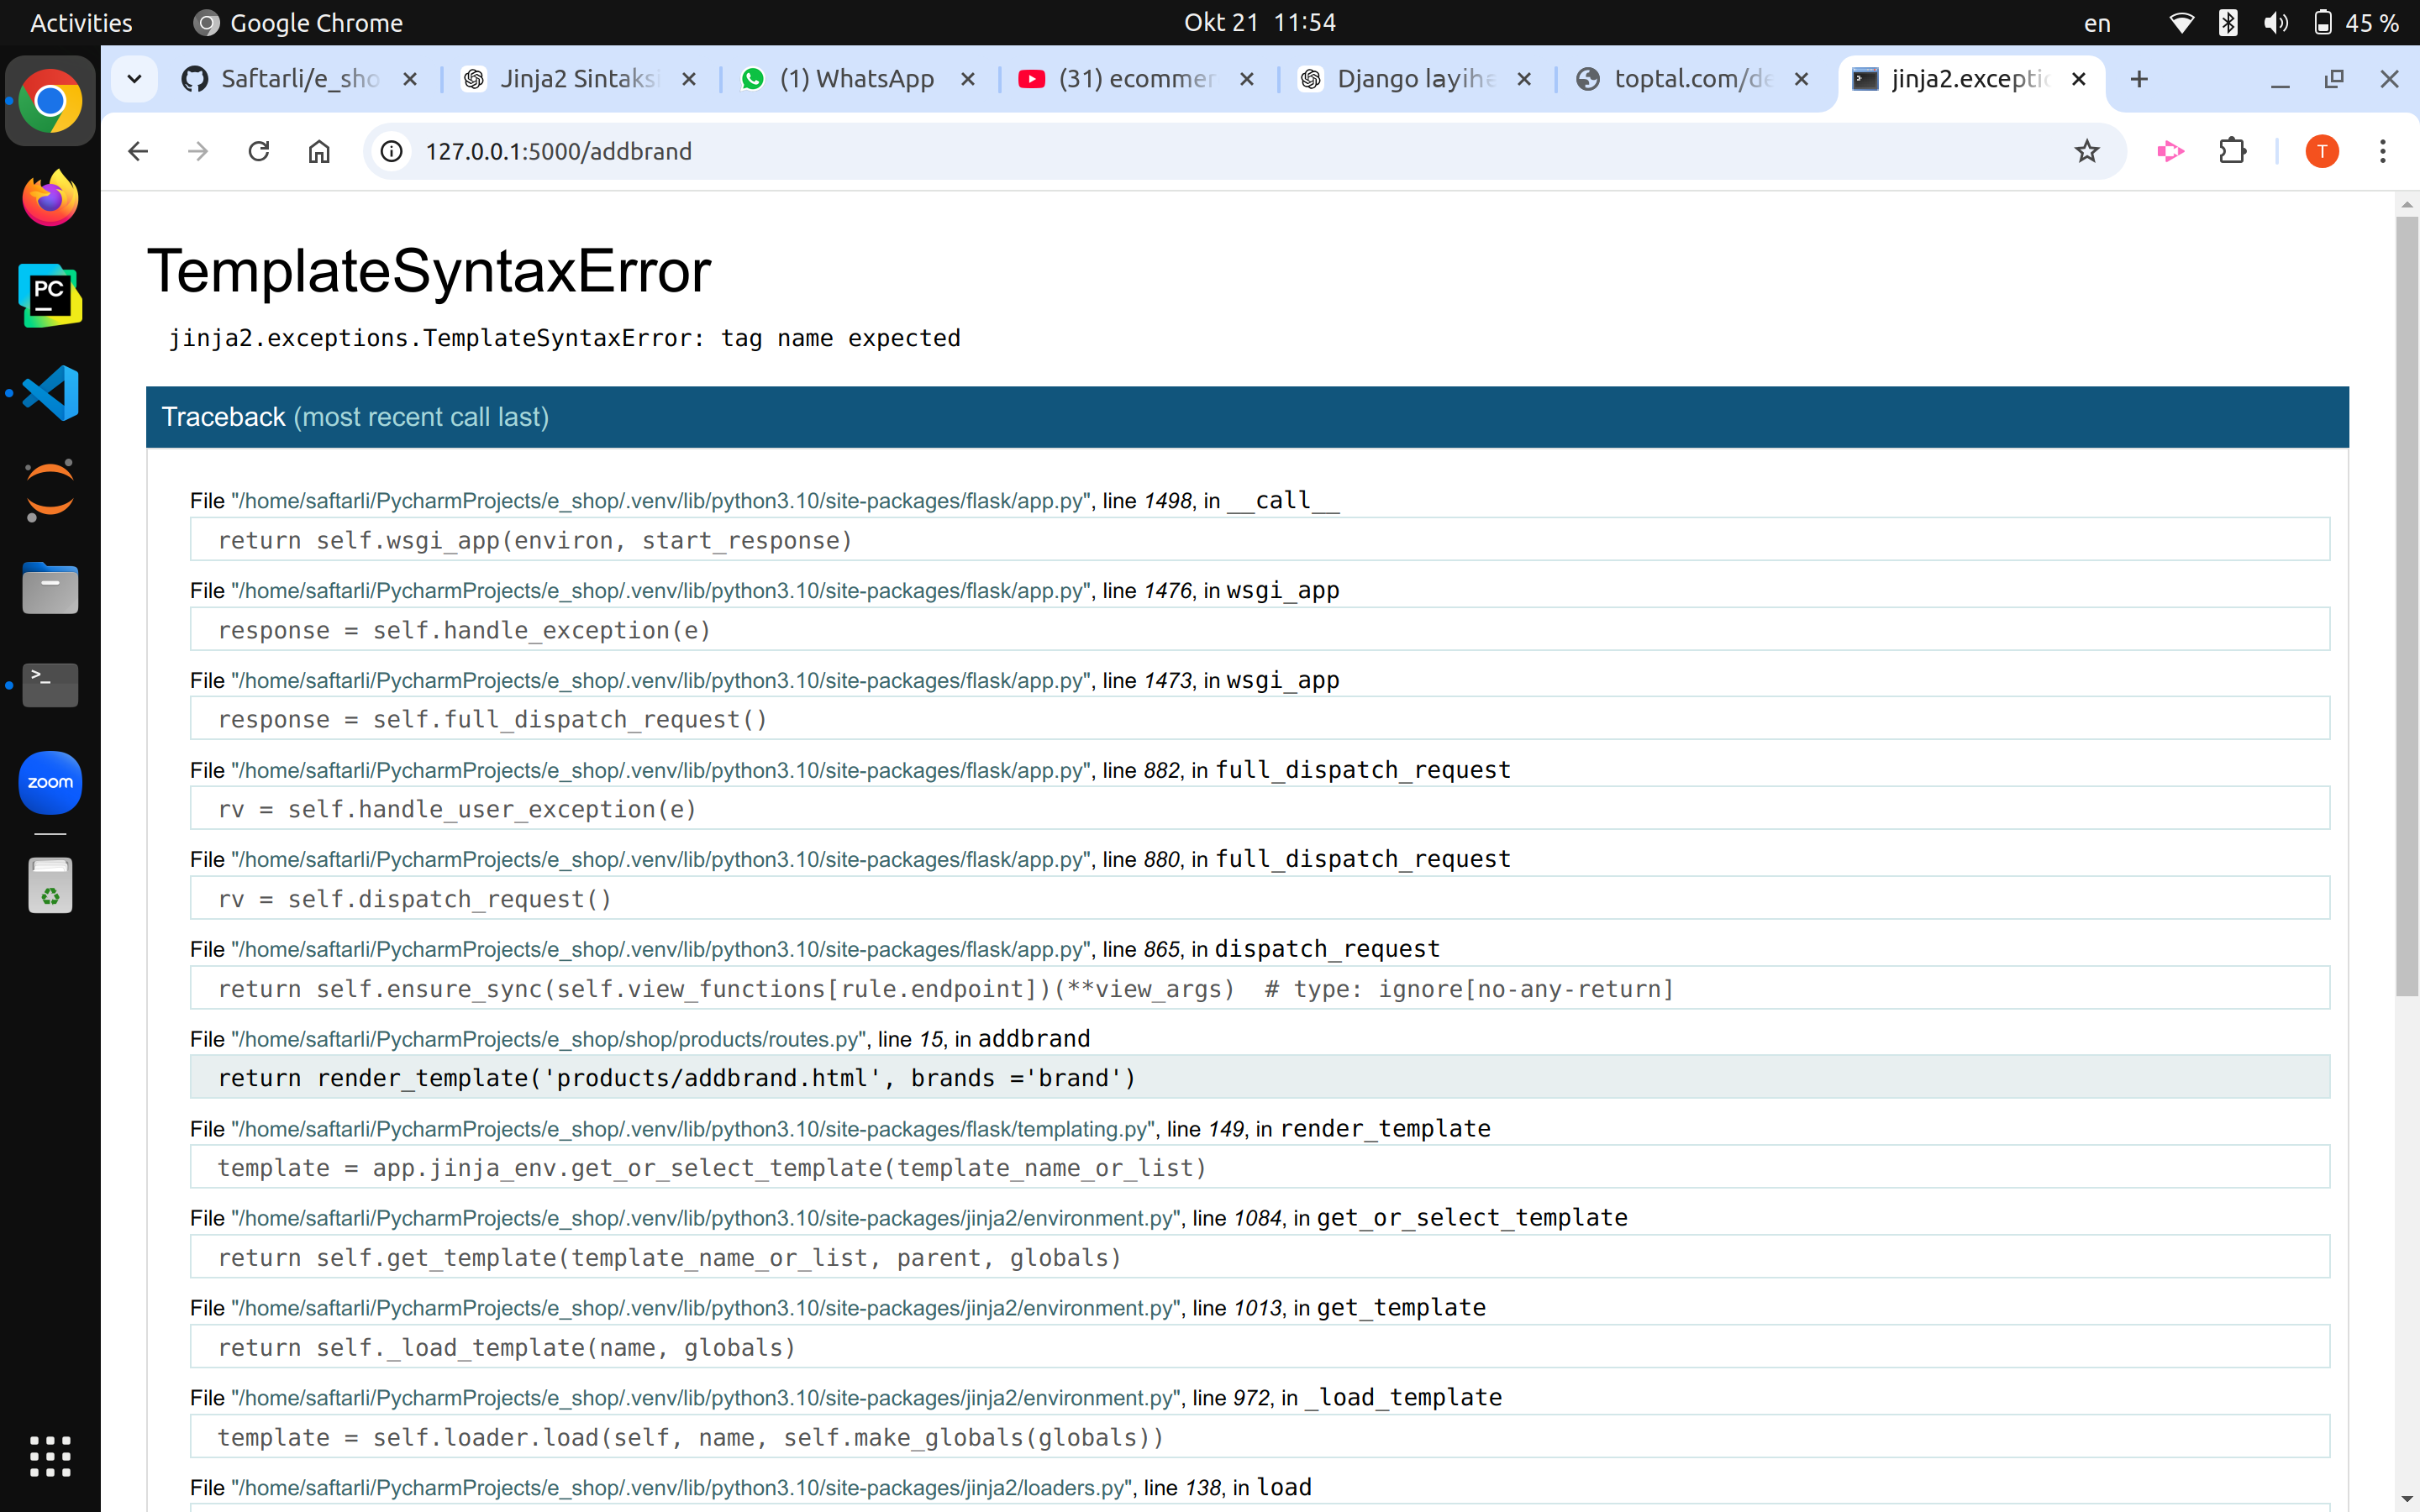 Activities
Google Chrome
Okt 21 11:54
en
45 %
Saftarli/e_sho
Jinja2 Sintaksi
(1) WhatsApp
(31) ecommer
Django layihe
toptal.com/de
jinja2.exceptio
127.0.0.1:5000/addbrand
T
PC
zoom
TemplateSyntaxError
jinja2.exceptions.TemplateSyntaxError: tag name expected
Traceback (most recent call last)
File "/home/saftarli/PycharmProjects/e_shop/.venv/lib/python3.10/site-packages/flask/app.py", line 1498, in __call__
return self.wsgi_app(environ, start_response)
File "/home/saftarli/PycharmProjects/e_shop/.venv/lib/python3.10/site-packages/flask/app.py", line 1476, in wsgi_app
response = self.handle_exception(e)
File "/home/saftarli/PycharmProjects/e_shop/.venv/lib/python3.10/site-packages/flask/app.py", line 1473, in wsgi_app
response = self.full_dispatch_request()
File "/home/saftarli/PycharmProjects/e_shop/.venv/lib/python3.10/site-packages/flask/app.py", line 882, in full_dispatch_request
rv = self.handle_user_exception(e)
File "/home/saftarli/PycharmProjects/e_shop/.venv/lib/python3.10/site-packages/flask/app.py", line 880, in full_dispatch_request
rv = self.dispatch_request()
File "/home/saftarli/PycharmProjects/e_shop/.venv/lib/python3.10/site-packages/flask/app.py", line 865, in dispatch_request
return self.ensure_sync(self.view_functions[rule.endpoint])(**view_args)  # type: ignore[no-any-return]
File "/home/saftarli/PycharmProjects/e_shop/shop/products/routes.py", line 15, in addbrand
return render_template('products/addbrand.html', brands ='brand')
File "/home/saftarli/PycharmProjects/e_shop/.venv/lib/python3.10/site-packages/flask/templating.py", line 149, in render_template
template = app.jinja_env.get_or_select_template(template_name_or_list)
File "/home/saftarli/PycharmProjects/e_shop/.venv/lib/python3.10/site-packages/jinja2/environment.py", line 1084, in get_or_select_template
return self.get_template(template_name_or_list, parent, globals)
File "/home/saftarli/PycharmProjects/e_shop/.venv/lib/python3.10/site-packages/jinja2/environment.py", line 1013, in get_template
return self._load_template(name, globals)
File "/home/saftarli/PycharmProjects/e_shop/.venv/lib/python3.10/site-packages/jinja2/environment.py", line 972, in _load_template
template = self.loader.load(self, name, self.make_globals(globals))
File "/home/saftarli/PycharmProjects/e_shop/.venv/lib/python3.10/site-packages/jinja2/loaders.py", line 138, in load